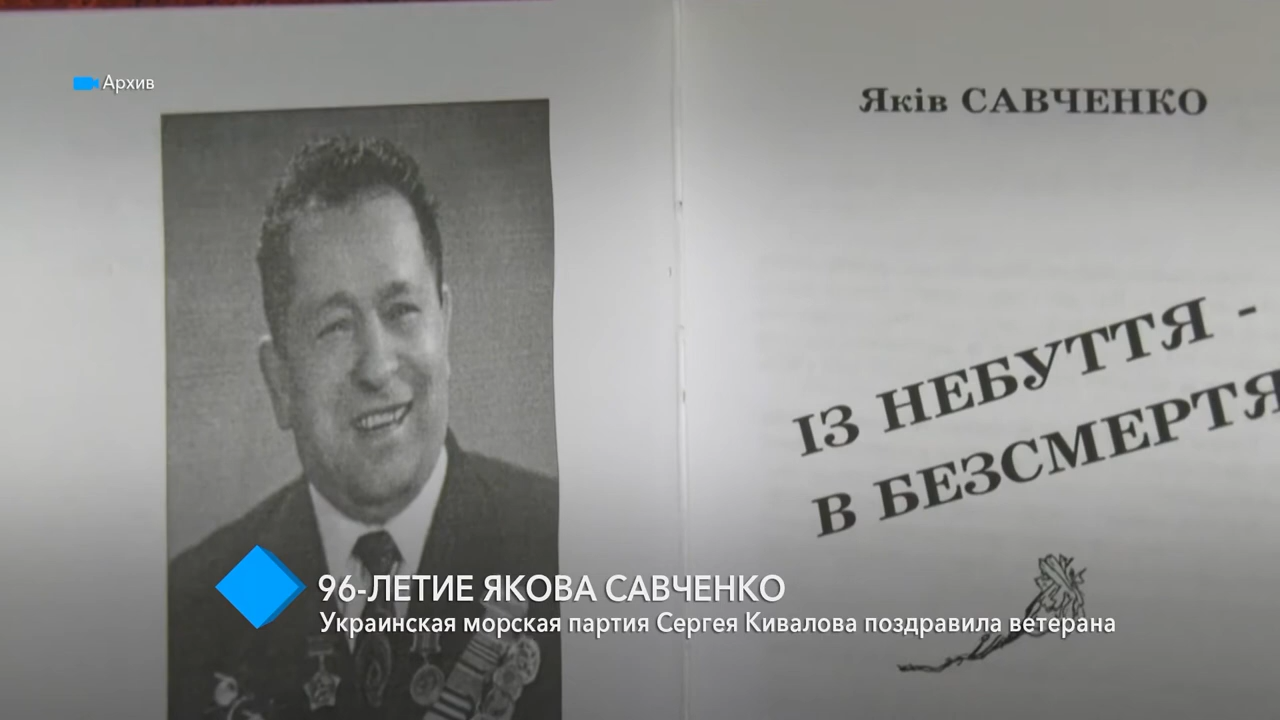 Архив
Яків САВЧЕНКО
ІЗ НЕБУТТЯ -
В БЕЗСМЕРТЯ
96-ЛЕТИЕ ЯКОВА САВЧЕНКО
Украинская морская партия Сергея Кивалова поздравила ветерана